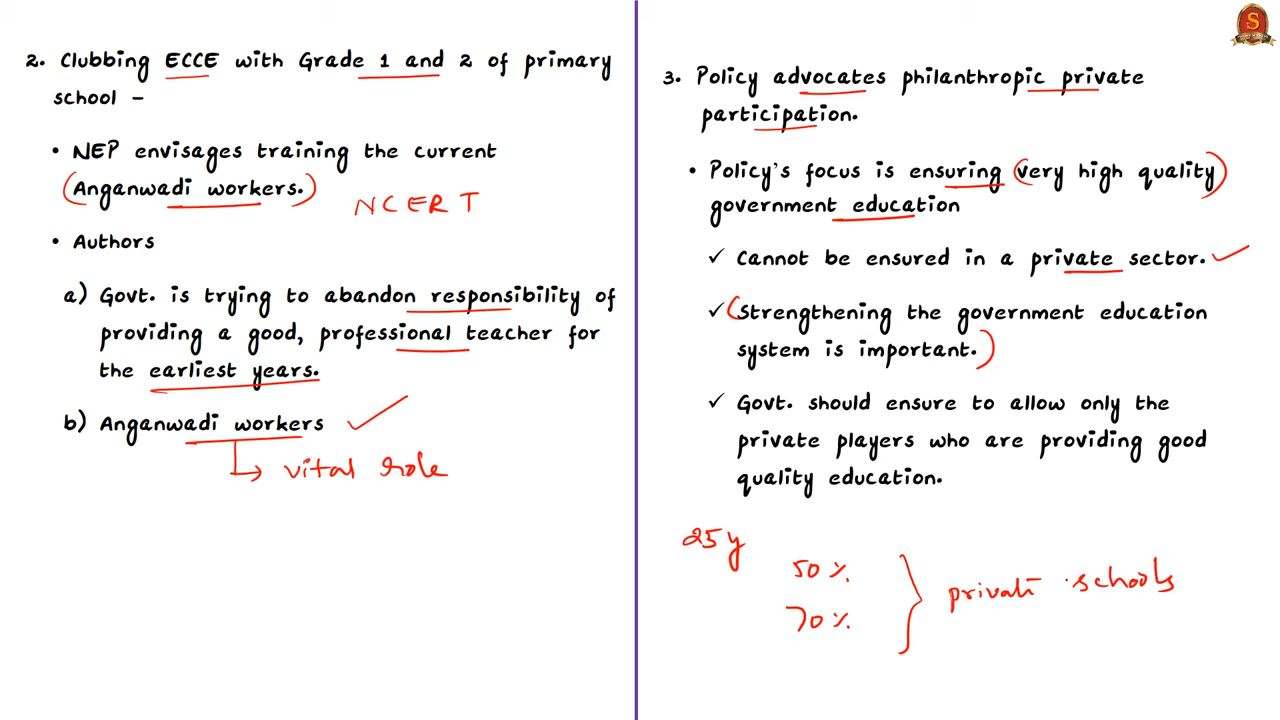 2. Clubbing ECCE with Grade 1 and 2 of primary
school –
• NEP envisages training the current
(Anganwadi workers.)
NCERT
• Authors
a) Govt. is trying to abandon responsibility of
providing a good, professional teacher for
the earliest years.
b) Anganwadi workers ✓
→ vital role
3. Policy advocates philanthropic private
participation.
• Policy's focus is ensuring (very high quality)
government education
✓ Cannot be ensured in a private sector. ✓
✓ (Strengthening the government education
system is important.)
✓ Govt. should ensure to allow only the
private players who are providing good
quality education.
25 y
50 %
70 %
} private schools
S